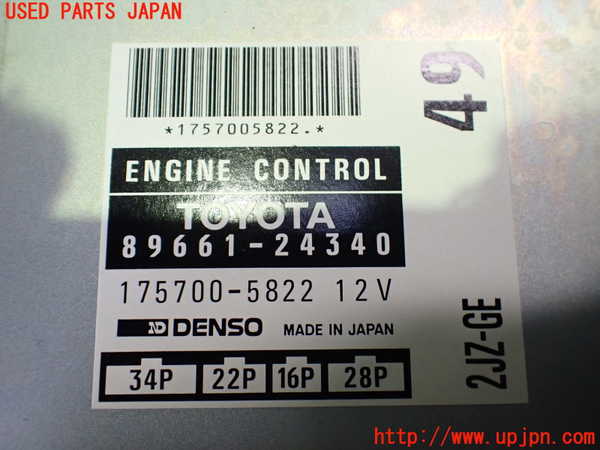 USED PARTS JAPAN
*1757005822.*
49
ENGINE CONTROL
TOYOTA
89661-24340
175700-5822 12V
ND DENSO MADE IN JAPAN
34P 22P 16P 28P
2JZ-GE
http://www.upjpn.com/